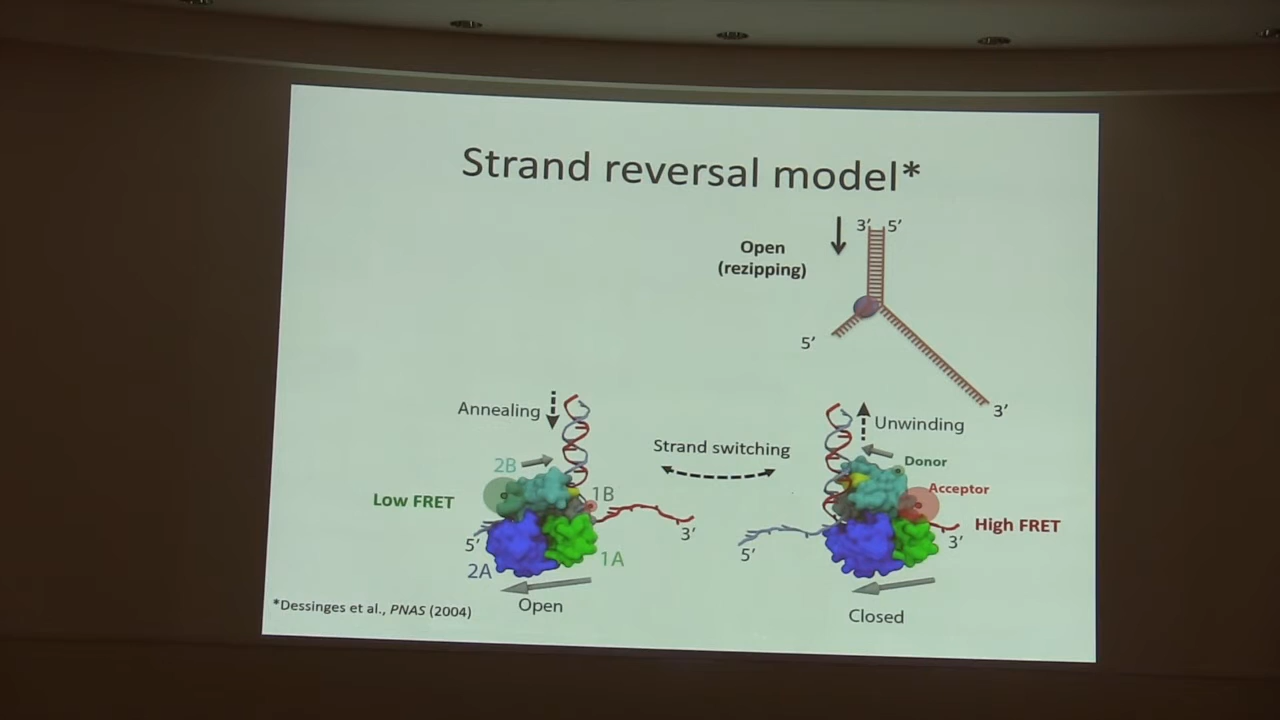 Strand reversal model*
3′ 5′
Open
(rezipping)
5′
3′
Annealing
Unwinding
Strand switching
2B
Donor
1B
Acceptor
Low FRET
High FRET
5′
3′
5′
3′
2A
1A
Open
Closed
*Dessinges et al., PNAS (2004)